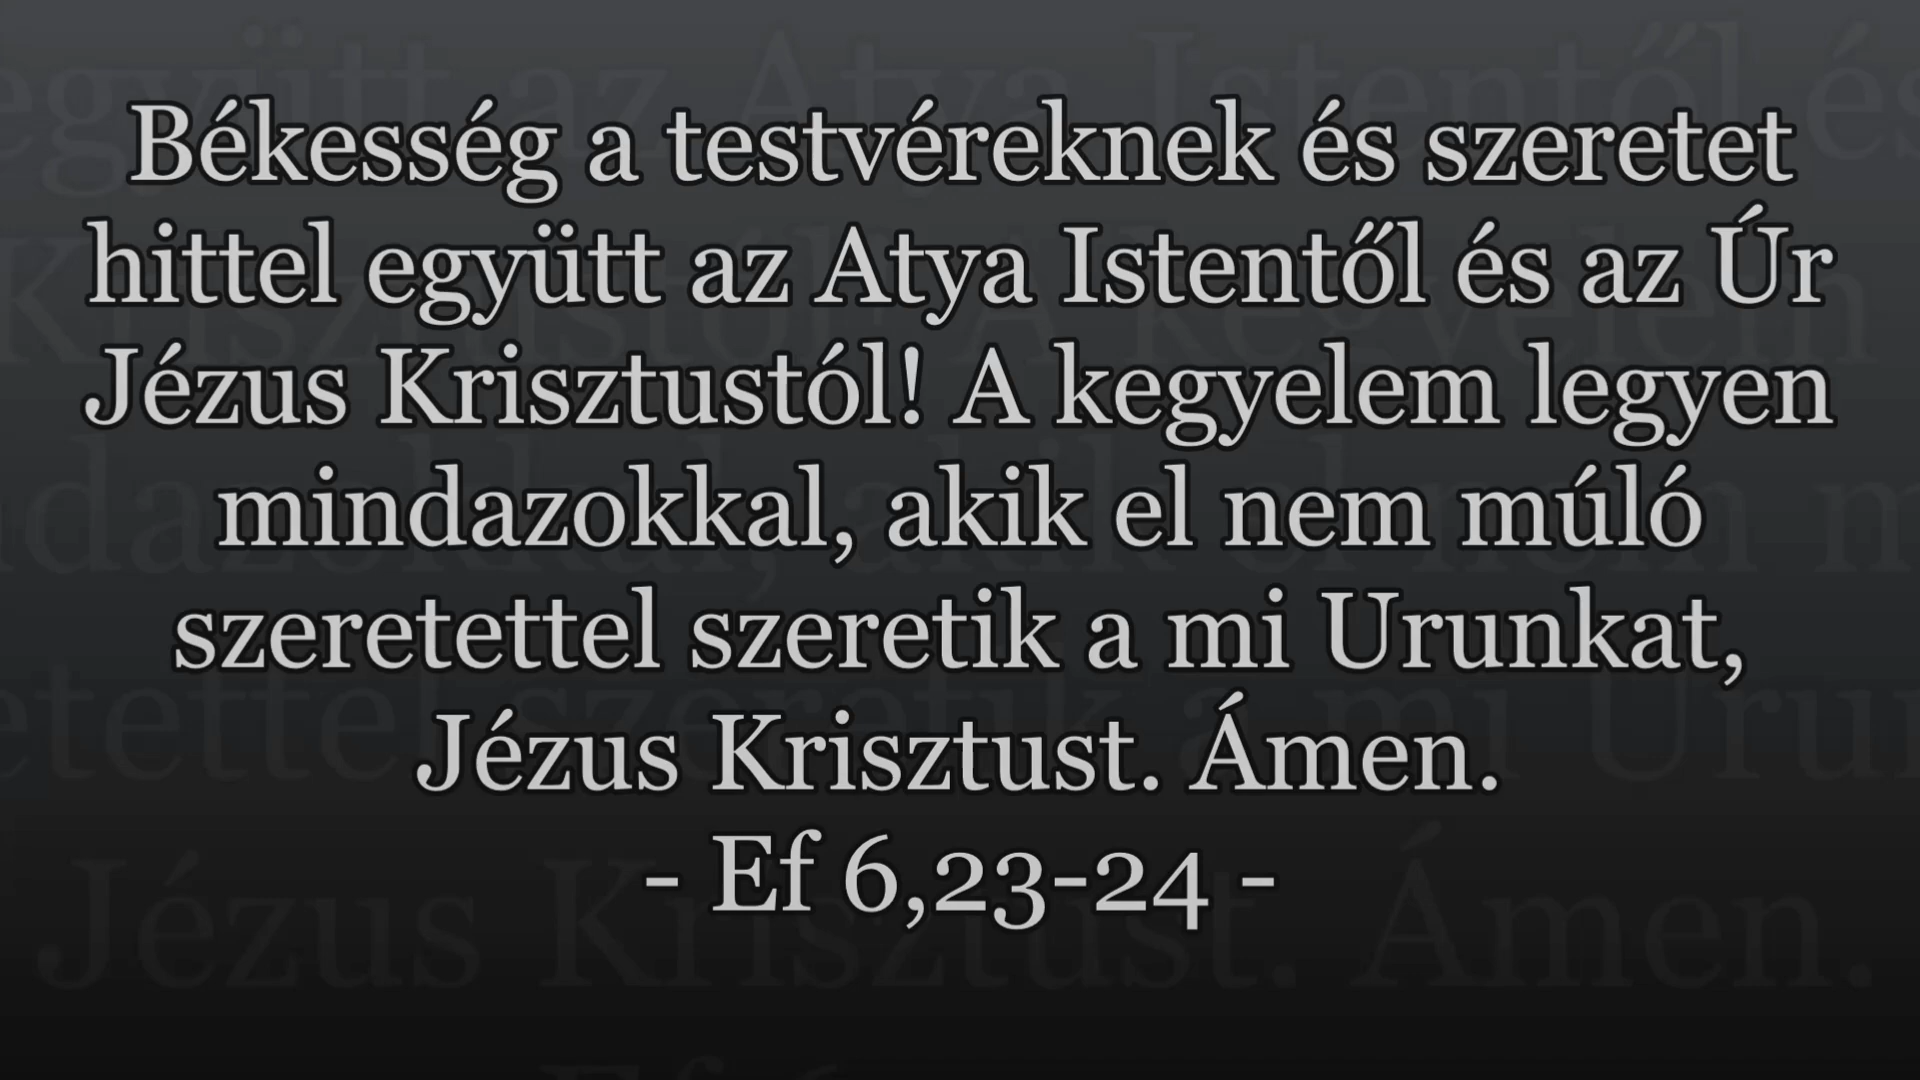 Békesség a testvéreknek és szeretet
hittel együtt az Atya Istentől és az Úr
Jézus Krisztustól! A kegyelem legyen
mindazokkal, akik el nem múló
szeretettel szeretik a mi Urunkat,
Jézus Krisztust. Ámen.
- Ef 6,23-24 -